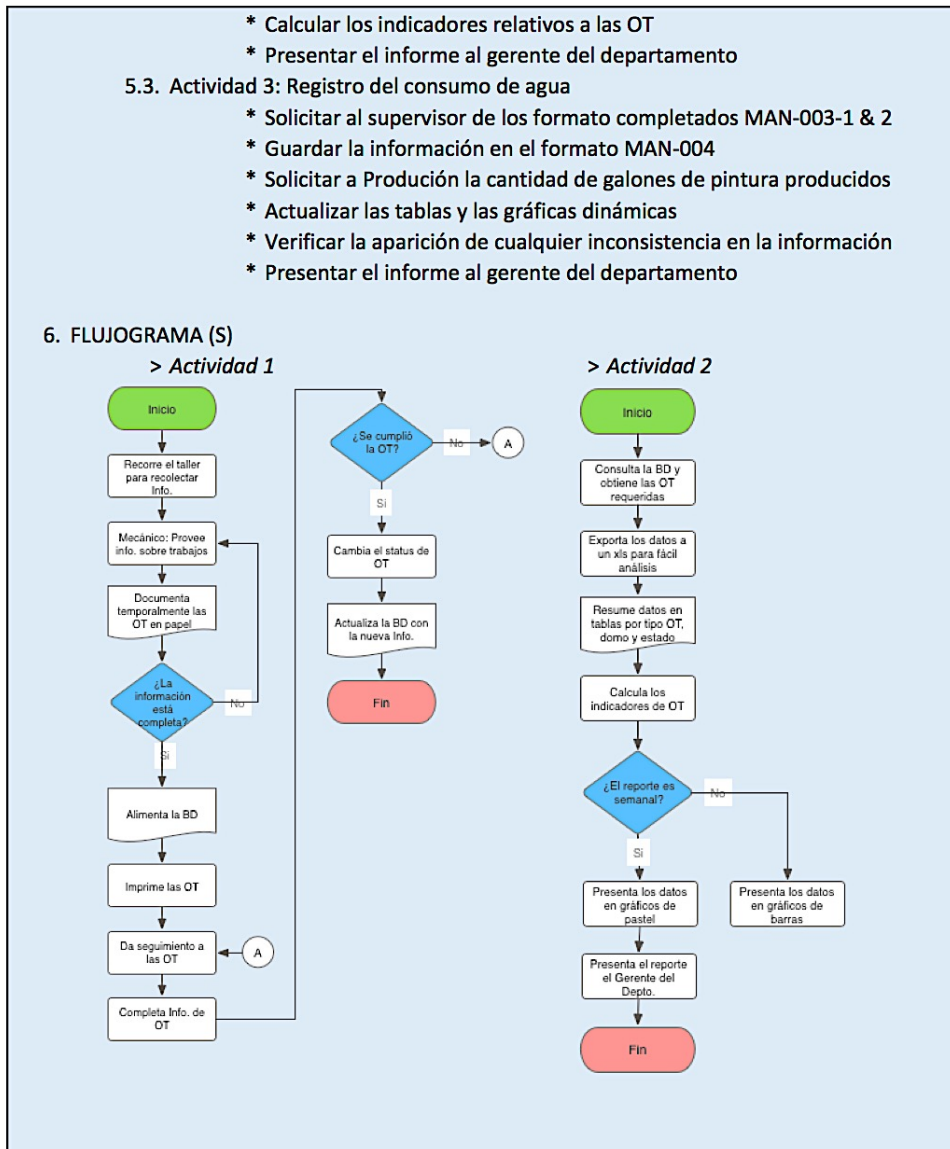 * Calcular los indicadores relativos a las OT
* Presentar el informe al gerente del departamento
5.3. Actividad 3: Registro del consumo de agua
* Solicitar al supervisor de los formato completados MAN-003-1 & 2
* Guardar la información en el formato MAN-004
* Solicitar a Produción la cantidad de galones de pintura producidos
* Actualizar las tablas y las gráficas dinámicas
* Verificar la aparición de cualquier inconsistencia en la información
* Presentar el informe al gerente del departamento
6. FLUJOGRAMA (S)
> Actividad 1
Inicio
Recorre el taller
para recolectar
Info.
Mecánico: Provee
info. sobre trabajos
Documenta
temporalmente las
OT en papel
¿La
información
está
completa?
No
Si
Alimenta la BD
Imprime las OT
Da seguimiento a
las OT
A
Completa Info. de
OT
¿Se cumplió
la OT?
No
A
Si
Cambia el status de
OT
Actualiza la BD con
la nueva Info.
Fin
> Actividad 2
Inicio
Consulta la BD y
obtiene las OT
requeridas
Exporta los datos a
un xls para fácil
análisis
Resume datos en
tablas por tipo OT,
domo y estado
Calcula los
indicadores de OT
¿El reporte es
semanal?
No
Si
Presenta los datos
en gráficos de
pastel
Presenta los datos
en gráficos de
barras
Presenta el reporte
el Gerente del
Depto.
Fin